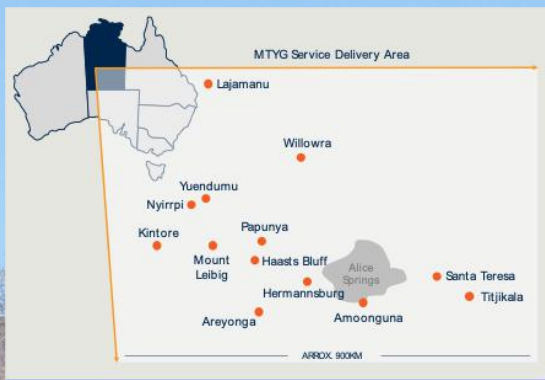 MTYG Service Delivery Area
Lajamanu
Willowra
Yuendumu
Nyirrpi
Kintore
Papunya
Mount
Leibig
Haasts Bluff
Alice
Springs
Santa Teresa
Hermannsburg
Titjikala
Areyonga
Amoonguna
ARROX. 900KM